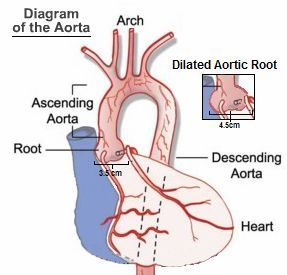 Diagram
of the Aorta
Arch
Dilated Aortic Root
4.5cm
Ascending
Aorta
Root
3.5 cm
Descending
Aorta
Heart